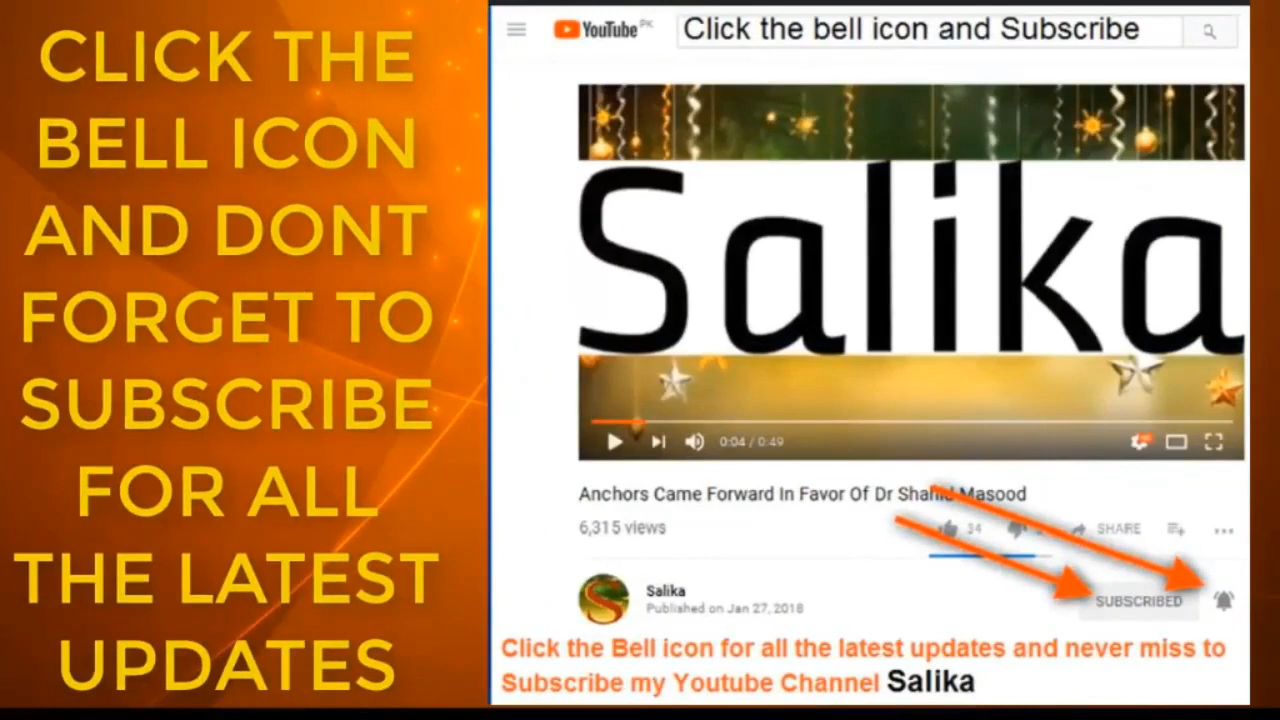 CLICK THE
BELL ICON
AND DONT
FORGET TO
SUBSCRIBE
FOR ALL
THE LATEST
UPDATES
YouTube PK
Click the bell icon and Subscribe
Salika
0:04 / 0:49
Anchors Came Forward In Favor Of Dr Shahid Masood
6,315 views
34
SHARE
Salika
SUBSCRIBED
Published on Jan 27, 2018
Click the Bell icon for all the latest updates and never miss to
Subscribe my Youtube Channel Salika